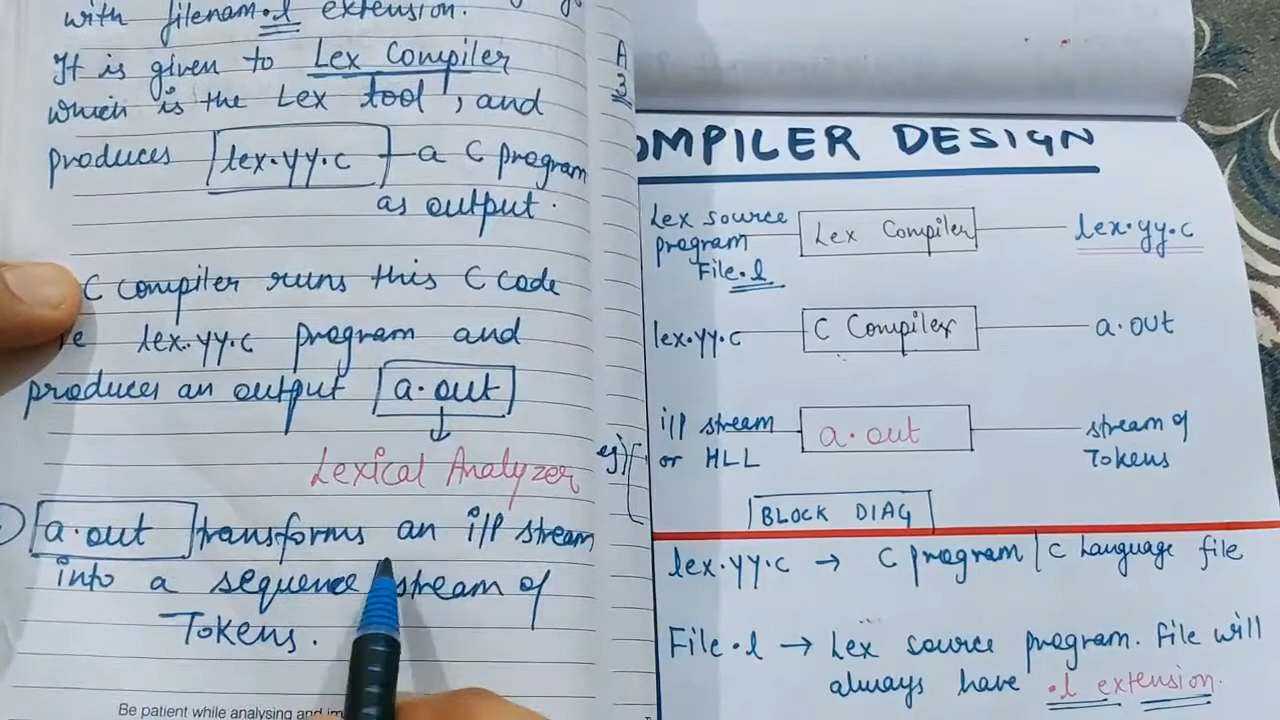 with filenam.l extension.
It is given to Lex Compiler
which is the Lex tool, and
produces lex.yy.c - a C program
as output.
C compiler runs this C code
lex.yy.c program and
produces an output a.out
Lexical Analyzer
a.out transforms an i/p stream
into a sequence stream of
Tokens.
Be patient while analysing and
A
3
eg)
OMPILER DESIGN
Lex source
program
File.l
Lex Compiler
lex.yy.c
lex.yy.c
C Compiler
a.out
i/p stream
or HLL
a.out
stream of
Tokens
BLOCK DIAG
lex.yy.c → C program | C Language file
File.l → Lex source program. File will
always have .l extension.